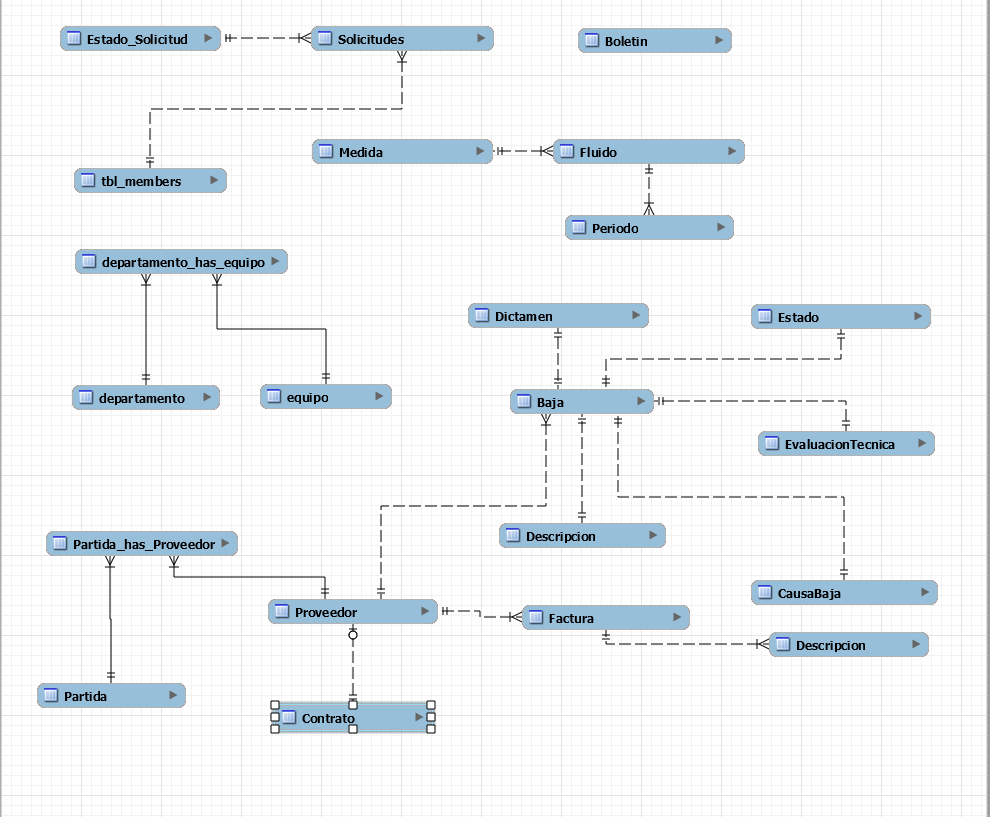 Estado_Solicitud
Solicitudes
Boletin
Medida
Fluido
tbl_members
Periodo
departamento_has_equipo
Dictamen
Estado
departamento
equipo
Baja
EvaluacionTecnica
Descripcion
Partida_has_Proveedor
CausaBaja
Proveedor
Factura
Descripcion
Partida
Contrato